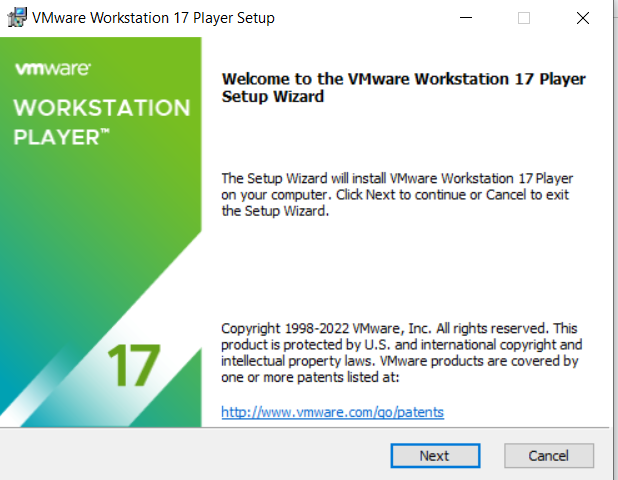 VMware Workstation 17 Player Setup
vmware®
WORKSTATION
PLAYER™
17
Welcome to the VMware Workstation 17 Player
Setup Wizard
The Setup Wizard will install VMware Workstation 17 Player
on your computer. Click Next to continue or Cancel to exit
the Setup Wizard.
Copyright 1998-2022 VMware, Inc. All rights reserved. This
product is protected by U.S. and international copyright and
intellectual property laws. VMware products are covered by
one or more patents listed at:
http://www.vmware.com/go/patents
Next
Cancel